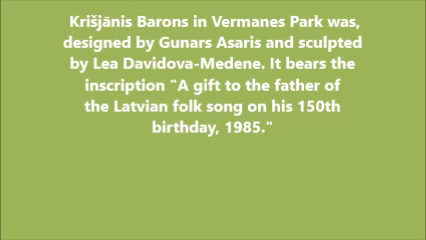 Krišjānis Barons in Vermanes Park was,
designed by Gunars Asaris and sculpted
by Lea Davidova-Medene. It bears the
inscription "A gift to the father of
the Latvian folk song on his 150th
birthday, 1985."